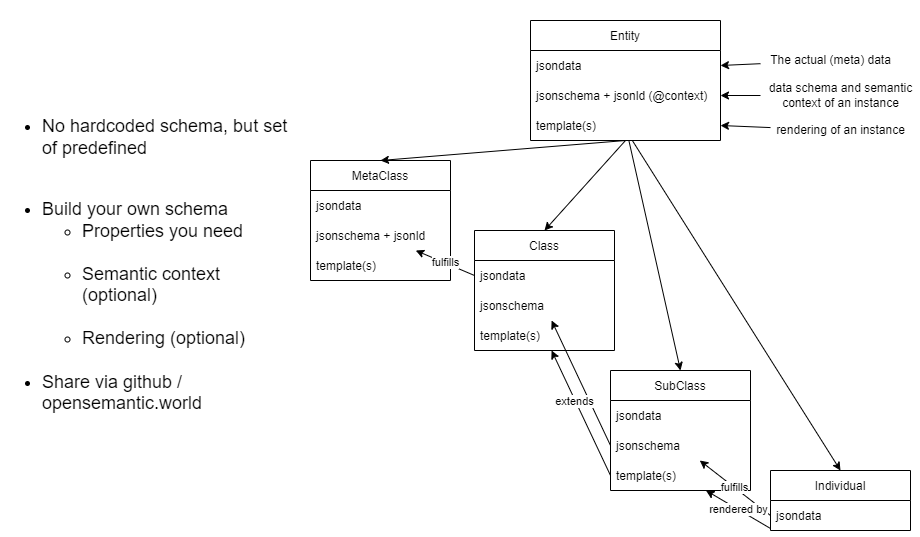 • No hardcoded schema, but set
of predefined
• Build your own schema
◦ Properties you need
◦ Semantic context
(optional)
◦ Rendering (optional)
• Share via github /
opensemantic.world
Entity
jsondata
jsonschema + jsonld (@context)
template(s)
The actual (meta) data
data schema and semantic
context of an instance
rendering of an instance
MetaClass
jsondata
jsonschema + jsonld
template(s)
fulfills
Class
jsondata
jsonschema
template(s)
extends
SubClass
jsondata
jsonschema
template(s)
fulfills
rendered by
Individual
jsondata